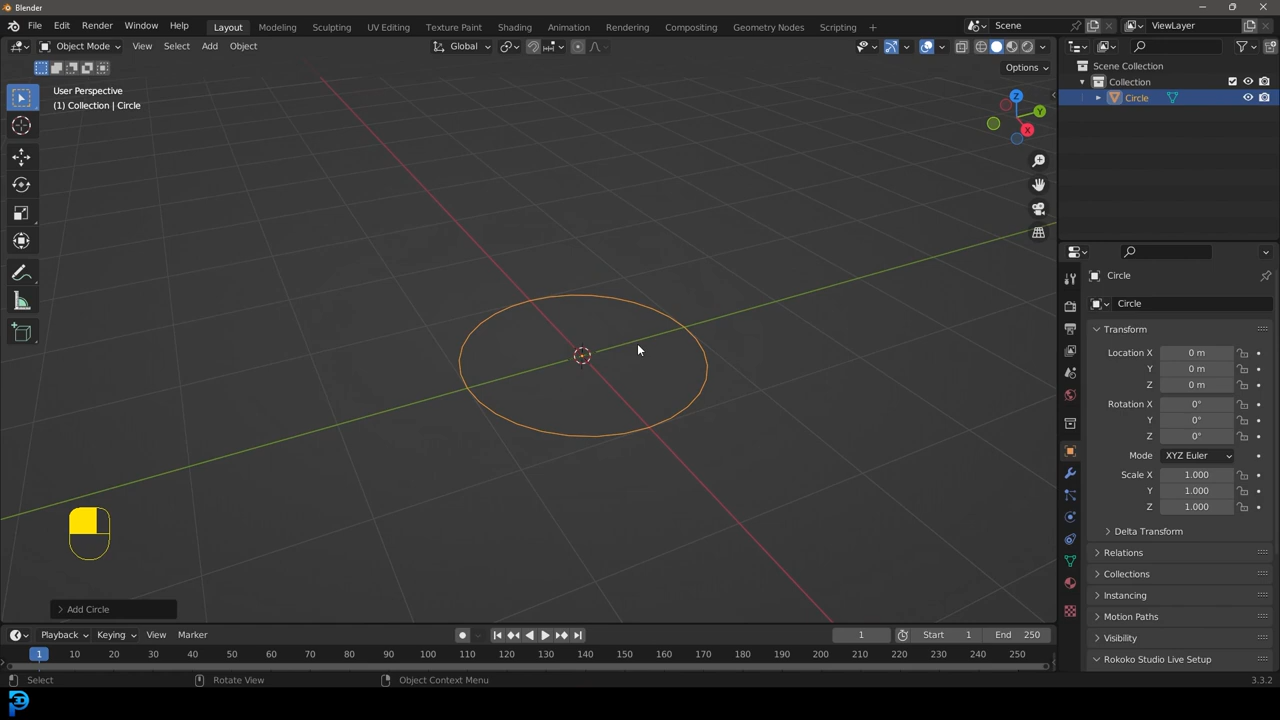 Blender
File Edit Render Window Help Layout Modeling Sculpting UV Editing Texture Paint Shading Animation Rendering Compositing Geometry Nodes Scripting + Scene ViewLayer
Object Mode View Select Add Object Global
Options
User Perspective
(1) Collection | Circle
Z
Y
X
Add Circle
Scene Collection
Collection
Circle
Circle
Circle
Transform
Location X 0 m
Y 0 m
Z 0 m
Rotation X 0°
Y 0°
Z 0°
Mode XYZ Euler
Scale X 1.000
Y 1.000
Z 1.000
Delta Transform
Relations
Collections
Instancing
Motion Paths
Visibility
Rokoko Studio Live Setup
Playback Keying View Marker 1 Start 1 End 250
1 10 20 30 40 50 60 70 80 90 100 110 120 130 140 150 160 170 180 190 200 210 220 230 240 250
Select Rotate View Object Context Menu 3.3.2